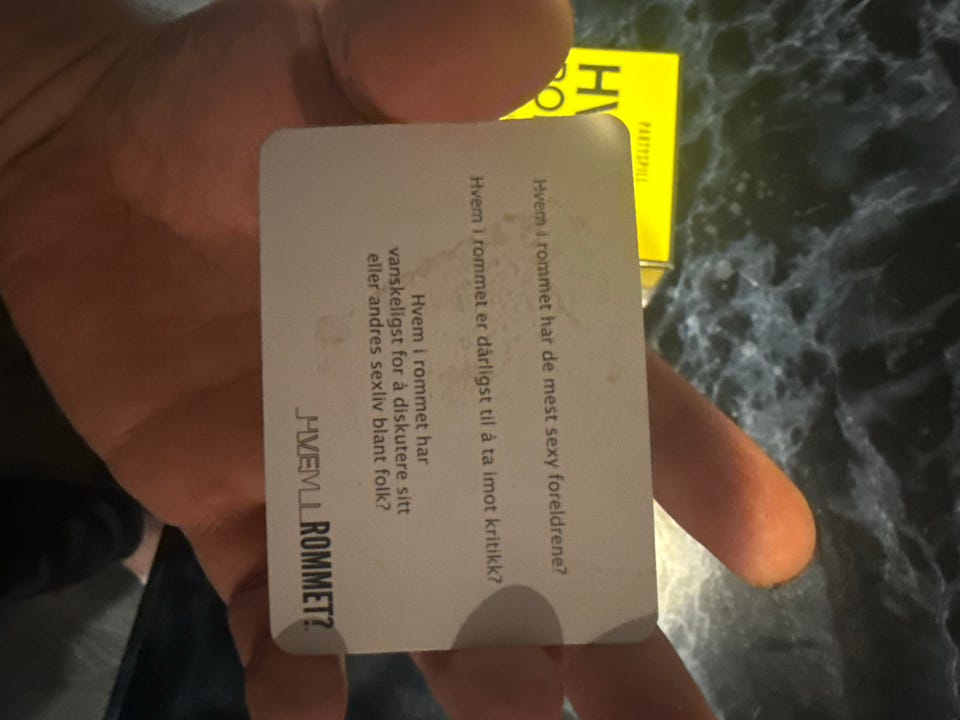 Hvem i rommet har de mest sexy foreldrene?
Hvem i rommet er dårligst til å ta imot kritikk?
Hvem i rommet har
vanskeligst for å diskutere sitt
eller andres sexliv blant folk?
HVEM I ROMMET?
PARTYSPILL